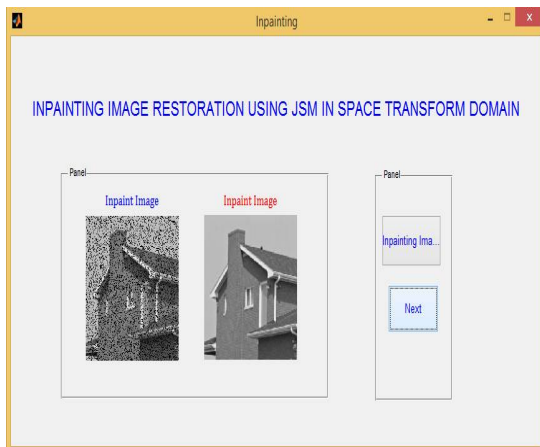 Inpainting
INPAINTING IMAGE RESTORATION USING JSM IN SPACE TRANSFORM DOMAIN
Panel
Inpaint Image
Inpaint Image
Panel
Inpainting Ima...
Next